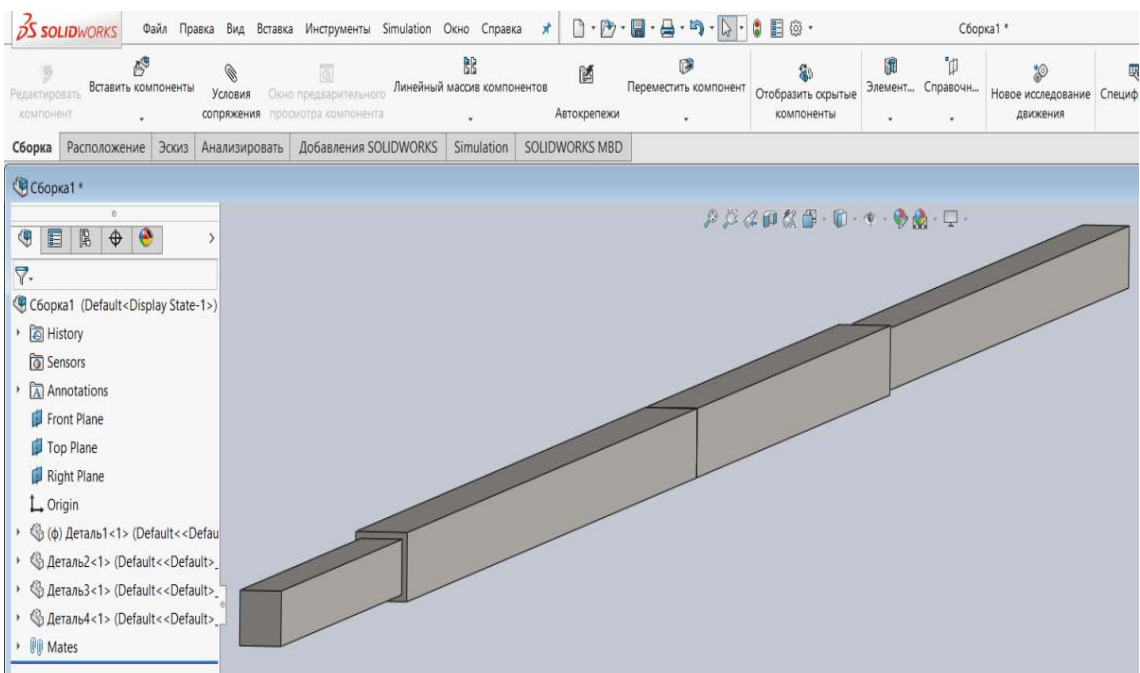 SOLIDWORKS Файл Правка Вид Вставка Инструменты Simulation Окно Справка Сборка1 *
Редактировать компонент
Вставить компоненты
Условия сопряжения
Окно предварительного просмотра компонента
Линейный массив компонентов
Автокрепежи
Переместить компонент
Отобразить скрытые компоненты
Элемент...
Справочн...
Новое исследование движения
Специф
Сборка Расположение Эскиз Анализировать Добавления SOLIDWORKS Simulation SOLIDWORKS MBD
Сборка1 *
Сборка1 (Default<Display State-1>)
History
Sensors
Annotations
Front Plane
Top Plane
Right Plane
Origin
(ф) Деталь1<1> (Default<<Defau
Деталь2<1> (Default<<Default>_
Деталь3<1> (Default<<Default>_
Деталь4<1> (Default<<Default>_
Mates